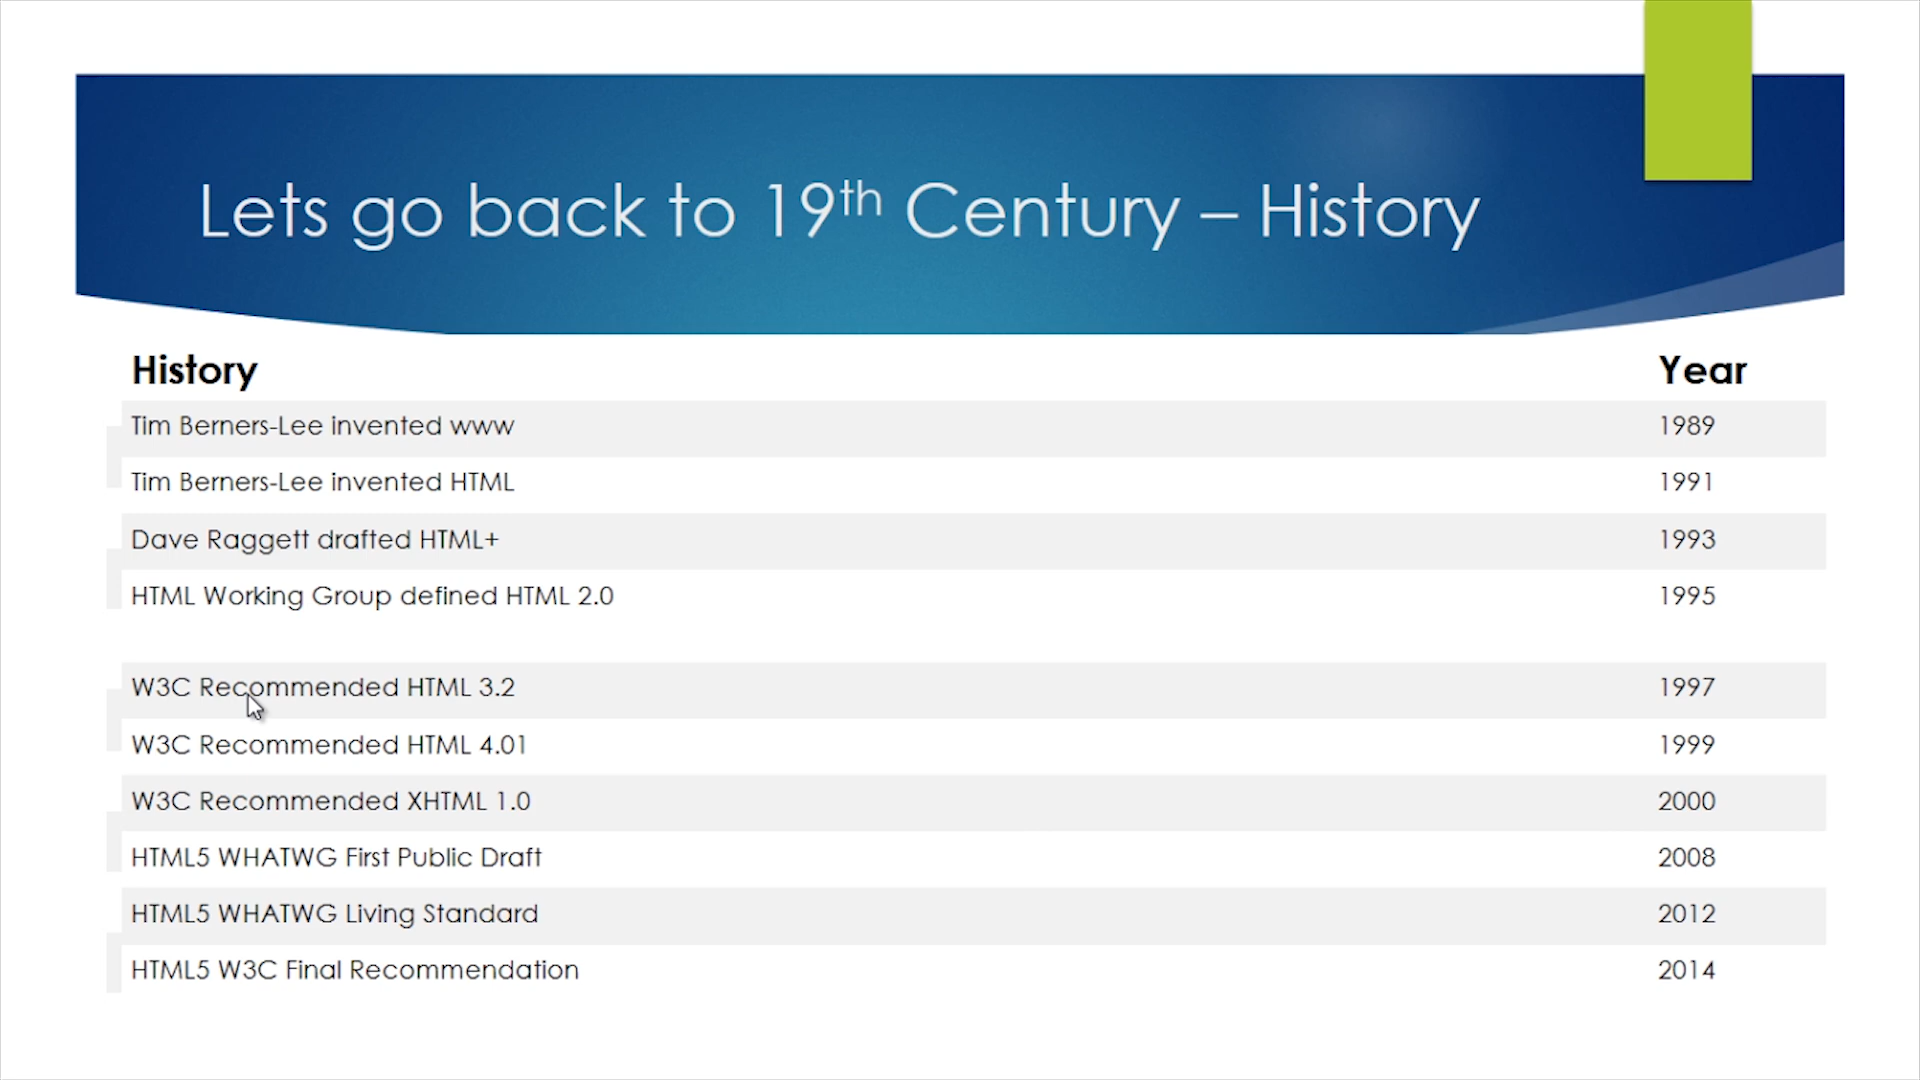 Lets go back to 19th Century – History
History Year
Tim Berners-Lee invented www 1989
Tim Berners-Lee invented HTML 1991
Dave Raggett drafted HTML+ 1993
HTML Working Group defined HTML 2.0 1995
W3C Recommended HTML 3.2 1997
W3C Recommended HTML 4.01 1999
W3C Recommended XHTML 1.0 2000
HTML5 WHATWG First Public Draft 2008
HTML5 WHATWG Living Standard 2012
HTML5 W3C Final Recommendation 2014